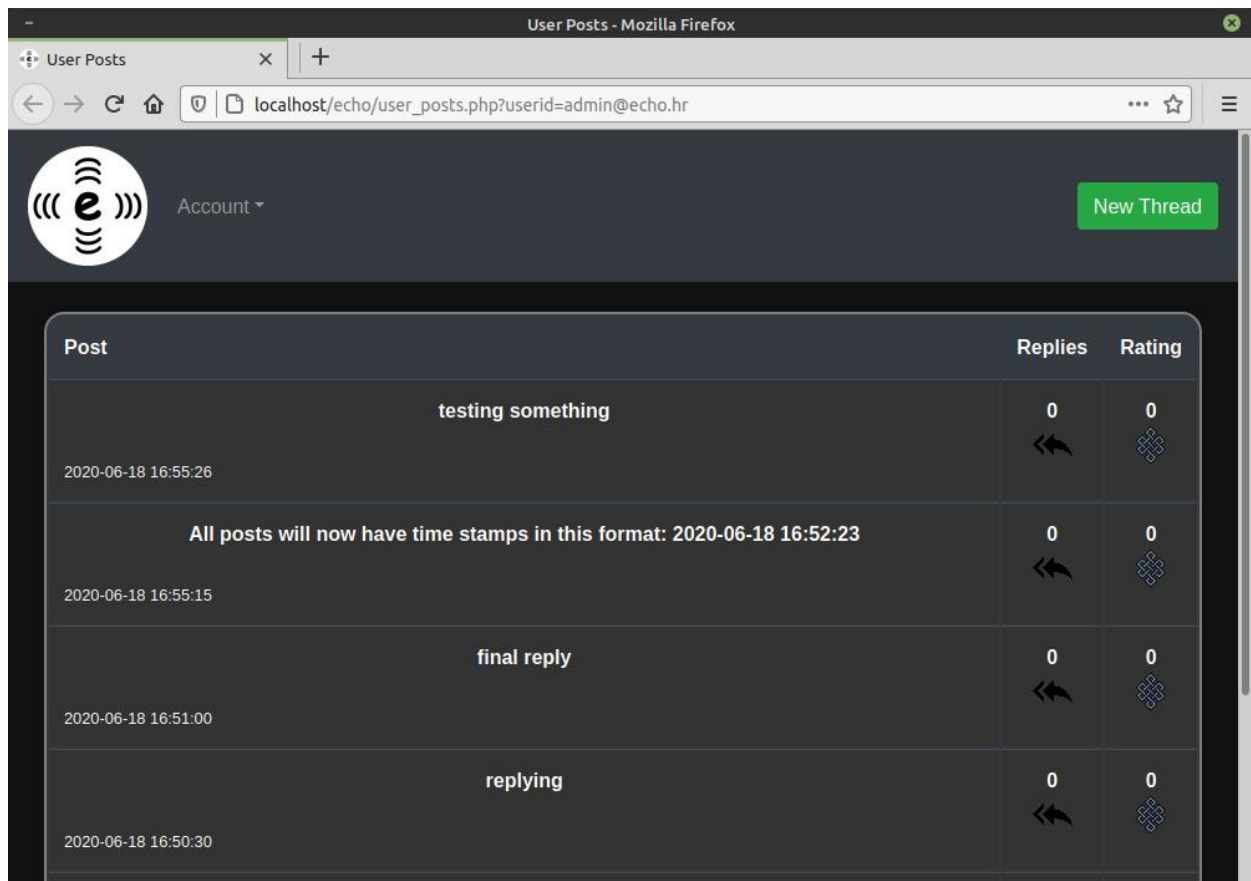 User Posts - Mozilla Firefox
User Posts
localhost/echo/user_posts.php?userid=admin@echo.hr
((( e )))
Account
New Thread
Post Replies Rating
testing something 0 0
2020-06-18 16:55:26
All posts will now have time stamps in this format: 2020-06-18 16:52:23 0 0
2020-06-18 16:55:15
final reply 0 0
2020-06-18 16:51:00
replying 0 0
2020-06-18 16:50:30